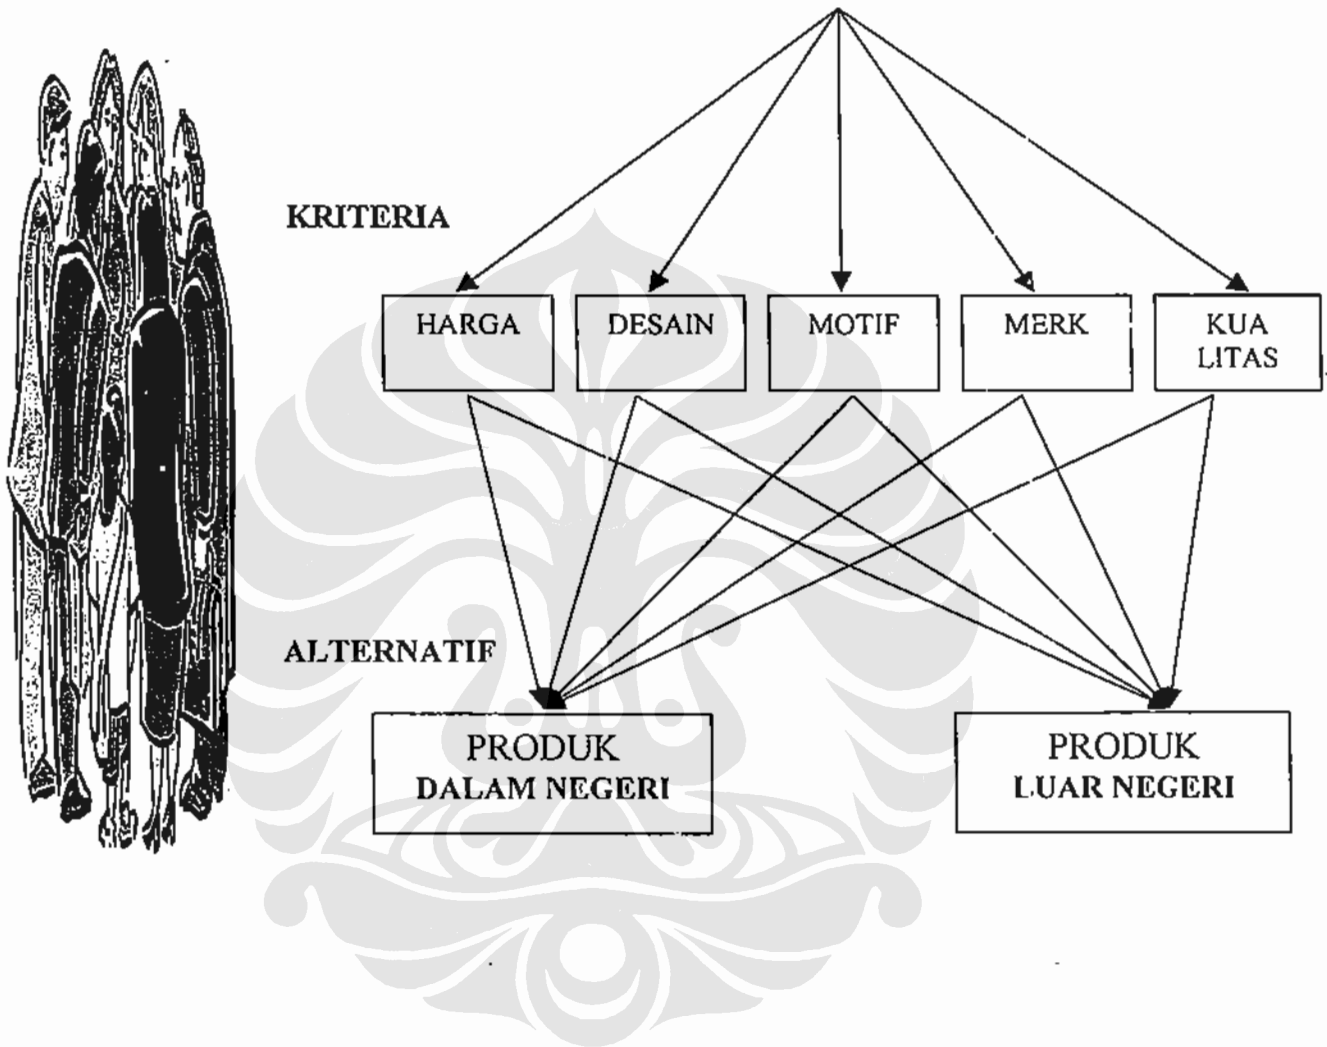 KRITERIA
HARGA
DESAIN
MOTIF
MERK
KUA
LITAS
ALTERNATIF
PRODUK
DALAM NEGERI
PRODUK
LUAR NEGERI